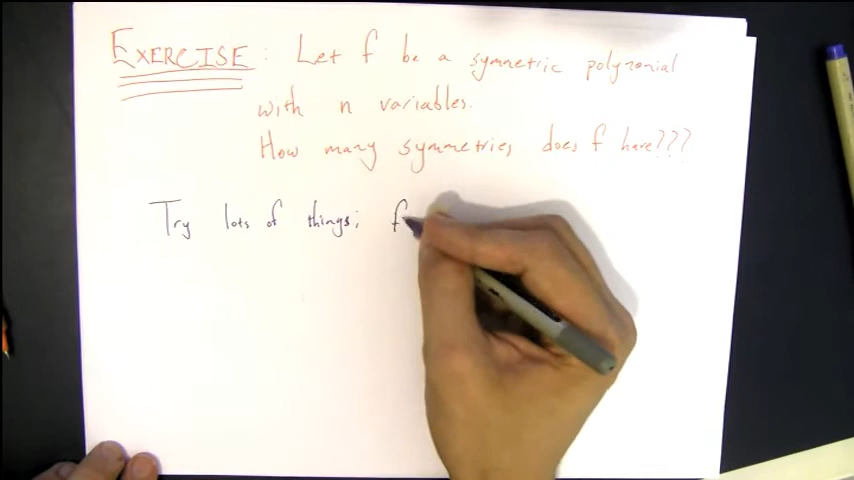 EXERCISE: Let f be a symmetric polynomial
with n variables.
How many symmetries does f have???
Try lots of things; f